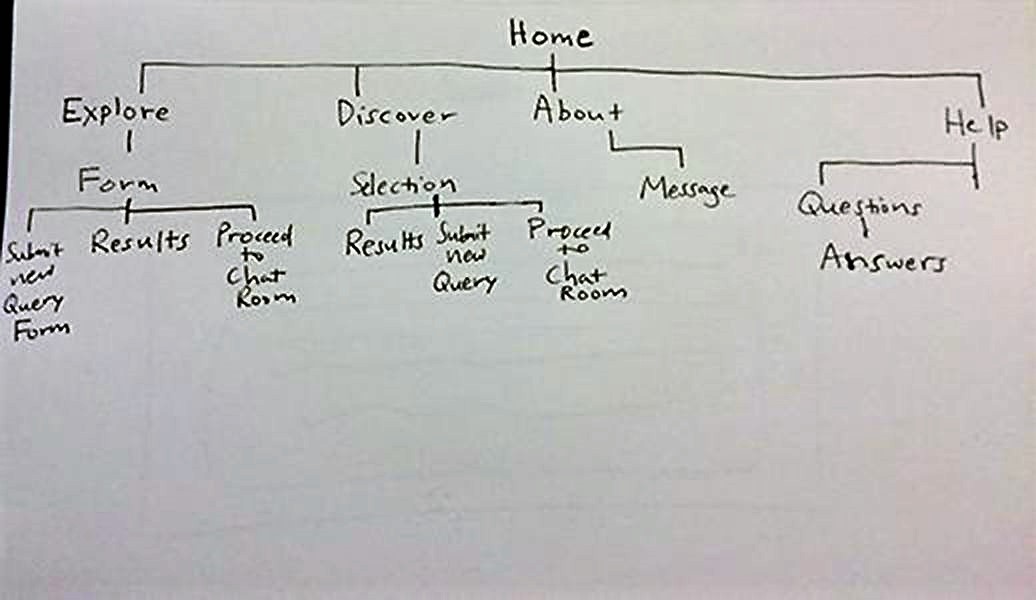 Home
Explore Discover About Help
Form Selection Message Questions
Submit new Query Form
Results
Proceed to Chat Room
Results
Submit new Query
Proceed to Chat Room
Answers